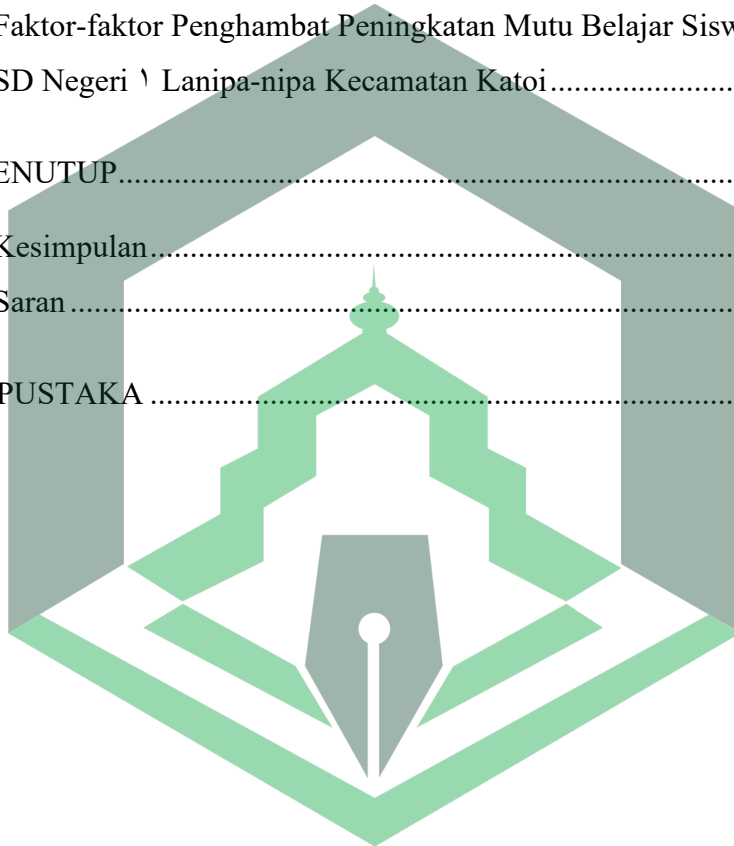 Faktor-faktor Penghambat Peningkatan Mutu Belajar Sisw
SD Negeri ١ Lanipa-nipa Kecamatan Katoi.......................
ENUTUP...........................................................................
Kesimpulan.......................................................................
Saran................................................................................
PUSTAKA .......................................................................